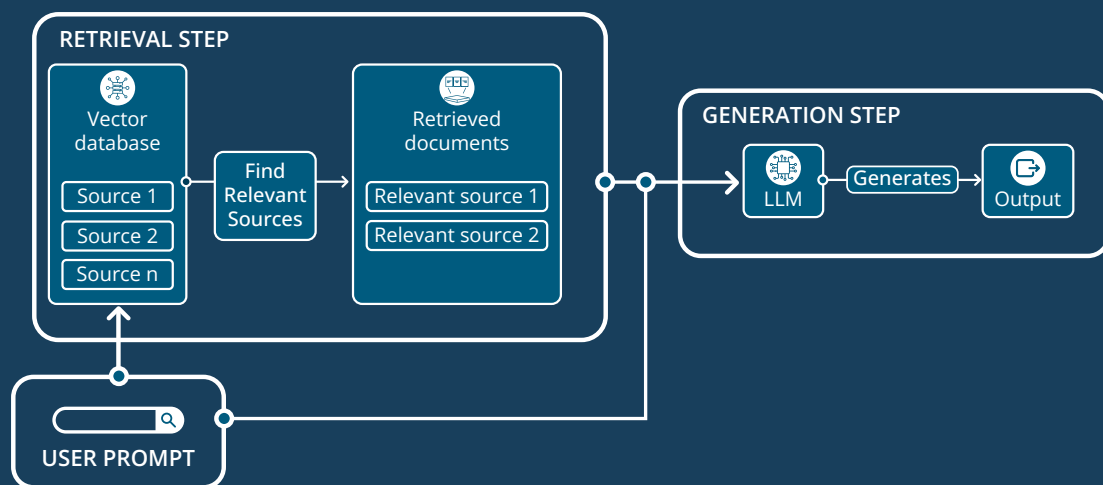 RETRIEVAL STEP
Vector
database
Source 1
Source 2
Source n
Find
Relevant
Sources
Retrieved
documents
Relevant source 1
Relevant source 2
GENERATION STEP
LLM
Generates
Output
USER PROMPT